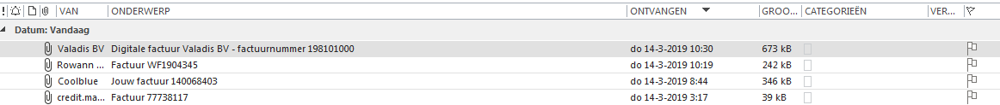 ! VAN ONDERWERP ONTVANGEN GROO... CATEGORIEËN VER...
Datum: Vandaag
Valadis BV Digitale factuur Valadis BV - factuurnummer 198101000 do 14-3-2019 10:30 673 kB
Rowann ... Factuur WF1904345 do 14-3-2019 10:19 242 kB
Coolblue Jouw factuur 140068403 do 14-3-2019 8:44 346 kB
credit.ma... Factuur 77738117 do 14-3-2019 3:17 39 kB